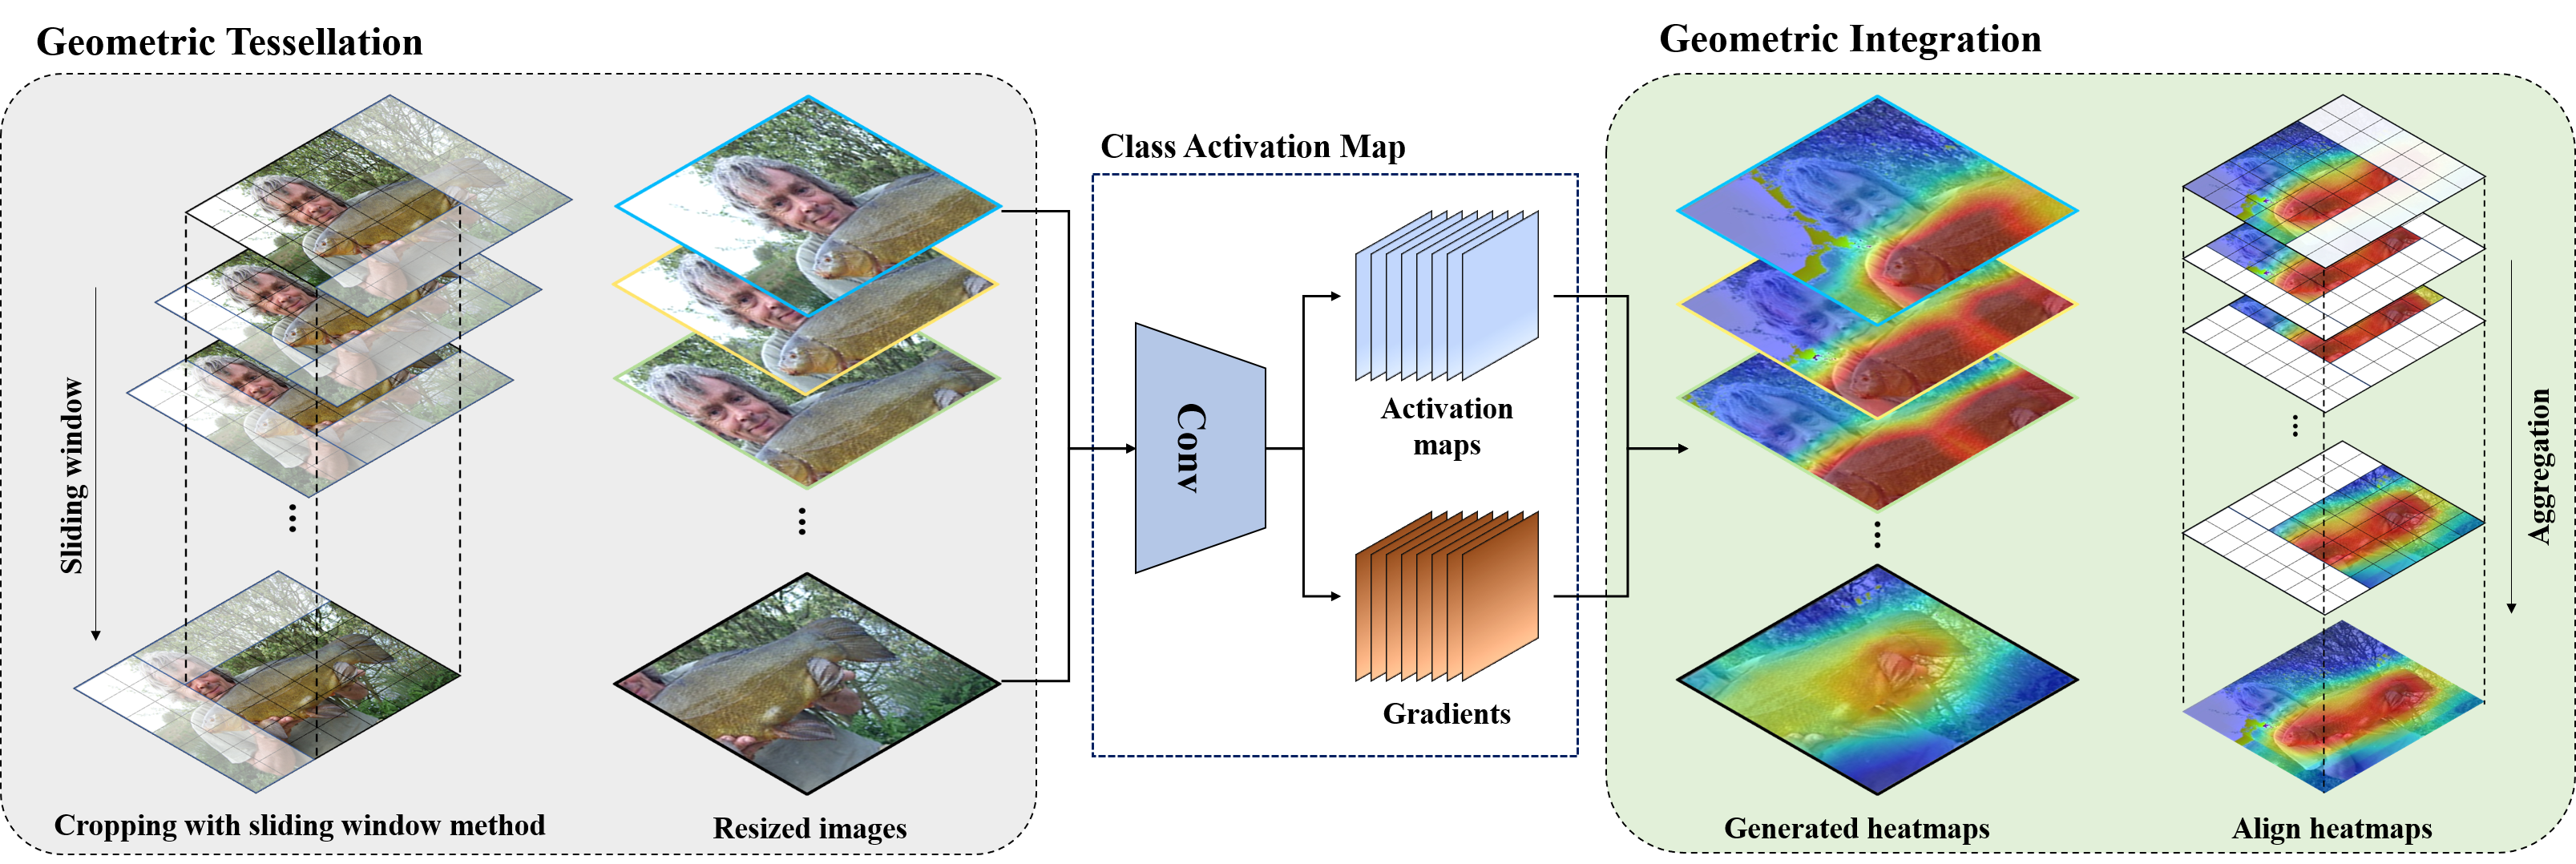 Geometric Tessellation
Sliding window
Cropping with sliding window method
Resized images
Class Activation Map
Conv
Activation
maps
Gradients
Geometric Integration
Generated heatmaps
Aggregation
Align heatmaps